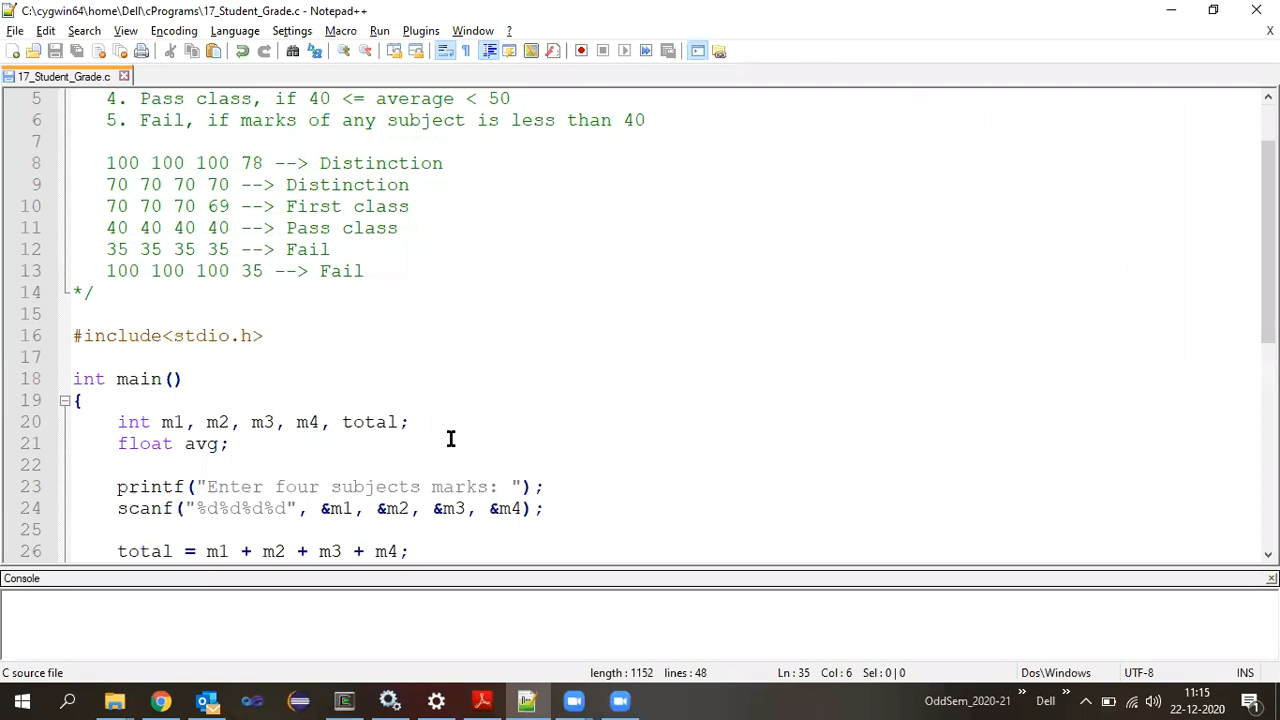 C:\cygwin64\home\Dell\cPrograms\17_Student_Grade.c - Notepad++
File Edit Search View Encoding Language Settings Macro Run Plugins Window ? X
17_Student_Grade.c
5 4. Pass class, if 40 <= average < 50
6 5. Fail, if marks of any subject is less than 40
7
8 100 100 100 78 --> Distinction
9 70 70 70 70 --> Distinction
10 70 70 70 69 --> First class
11 40 40 40 40 --> Pass class
12 35 35 35 35 --> Fail
13 100 100 100 35 --> Fail
14 */
15
16 #include<stdio.h>
17
18 int main()
19 {
20 int m1, m2, m3, m4, total;
21 float avg;
22
23 printf("Enter four subjects marks: ");
24 scanf("%d%d%d%d", &m1, &m2, &m3, &m4);
25
26 total = m1 + m2 + m3 + m4;
Console
C source file length : 1152 lines : 48 Ln : 35 Col : 6 Sel : 0 | 0 Dos\Windows UTF-8 INS
OddSem_2020-21 Dell 11:15
22-12-2020